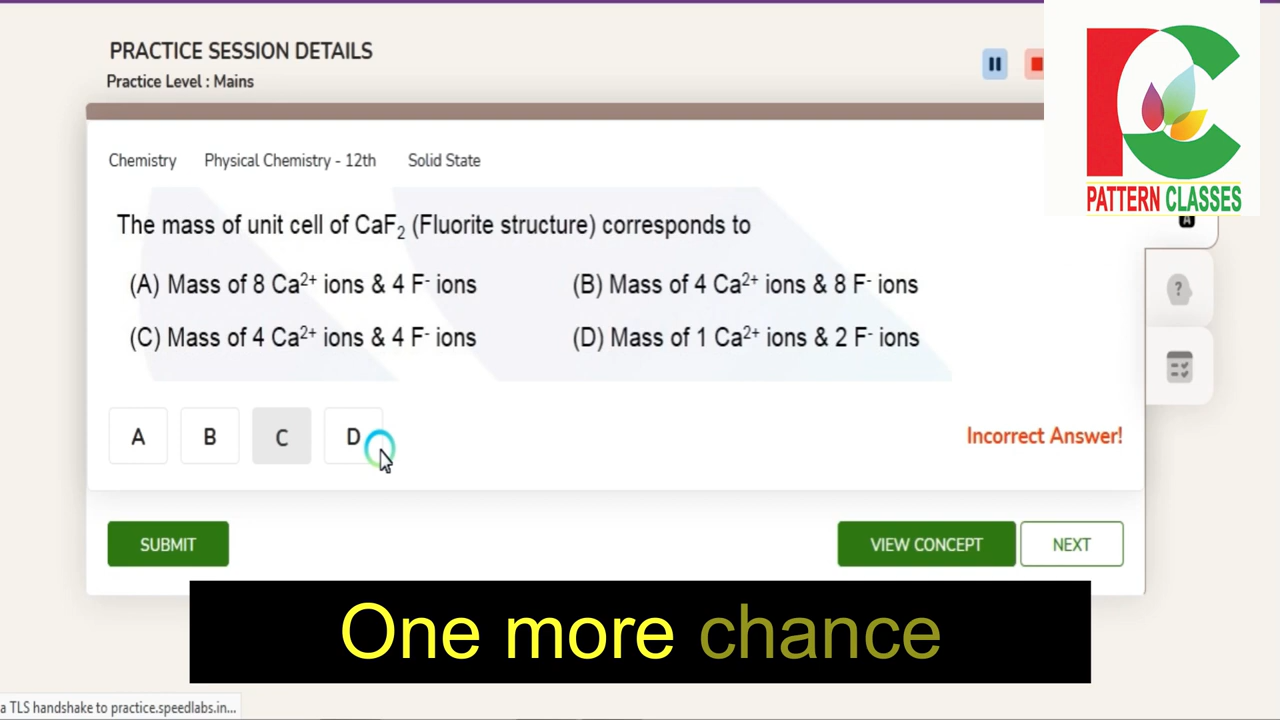 PRACTICE SESSION DETAILS
Practice Level : Mains
PATTERN CLASSES
Chemistry Physical Chemistry - 12th Solid State
A
The mass of unit cell of CaF₂ (Fluorite structure) corresponds to
(A) Mass of 8 Ca²⁺ ions & 4 F⁻ ions (B) Mass of 4 Ca²⁺ ions & 8 F⁻ ions
?
(C) Mass of 4 Ca²⁺ ions & 4 F⁻ ions (D) Mass of 1 Ca²⁺ ions & 2 F⁻ ions
A B C D Incorrect Answer!
SUBMIT VIEW CONCEPT NEXT
One more chance
a TLS handshake to practice.speedlabs.in...